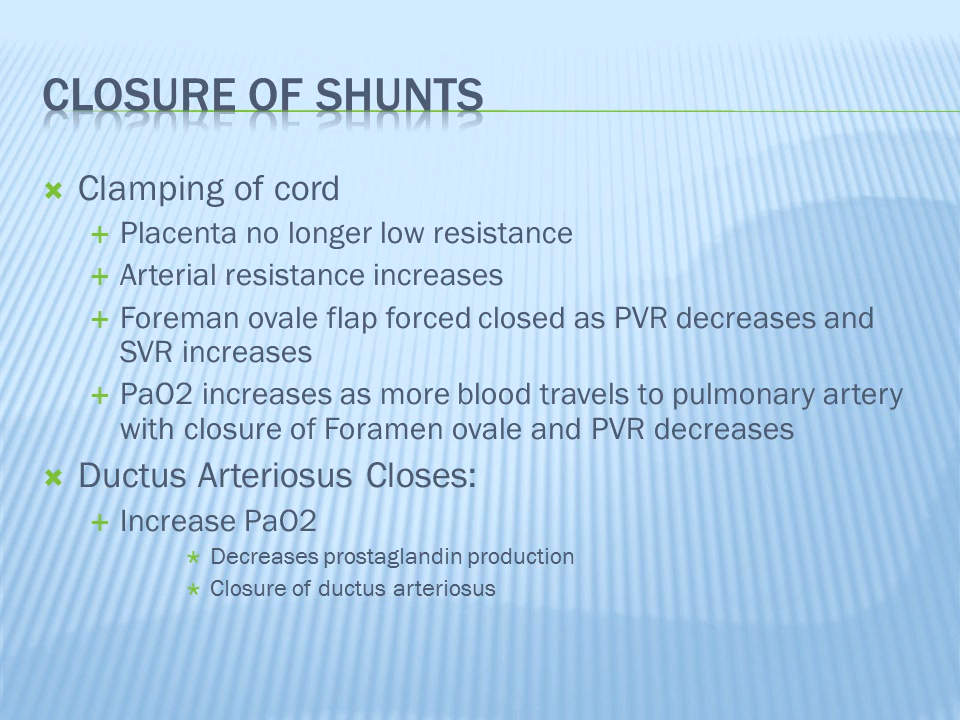 CLOSURE OF SHUNTS
Clamping of cord
Placenta no longer low resistance
Arterial resistance increases
Foreman ovale flap forced closed as PVR decreases and
SVR increases
PaO2 increases as more blood travels to pulmonary artery
with closure of Foramen ovale and PVR decreases
Ductus Arteriosus Closes:
Increase PaO2
Decreases prostaglandin production
Closure of ductus arteriosus